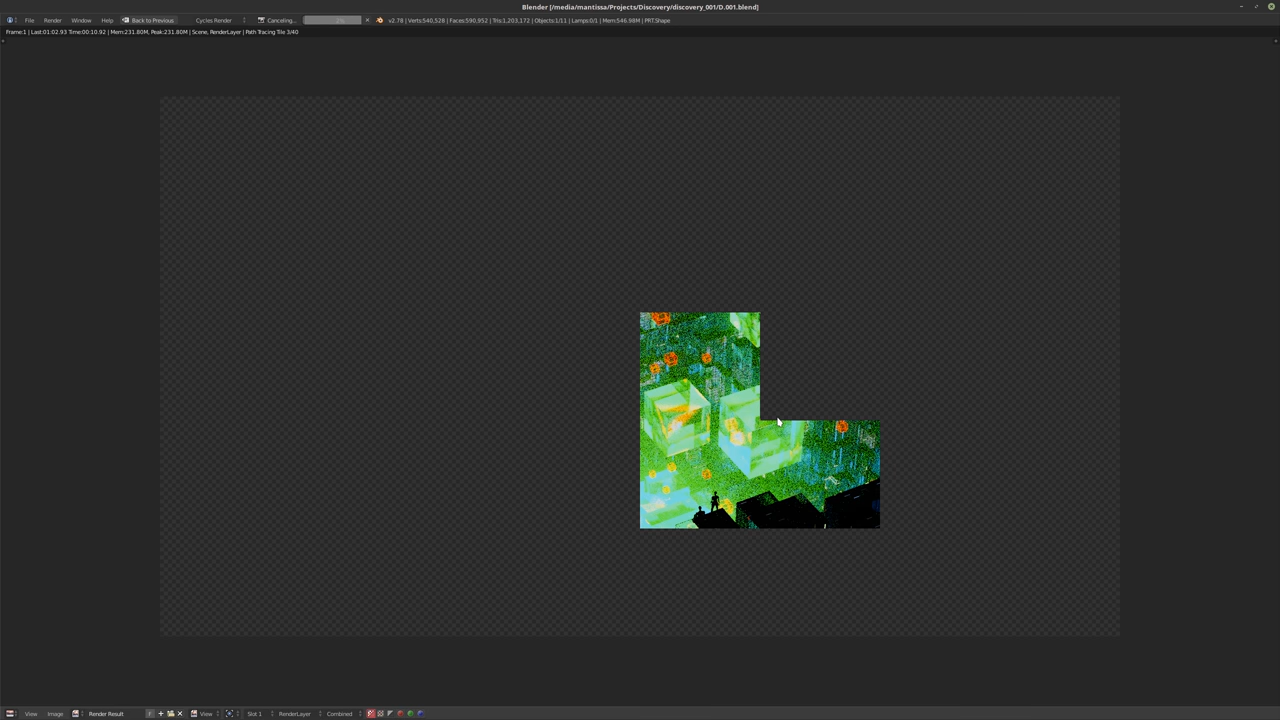 Blender [/media/mantissa/Projects/Discovery/discovery_001/D.001.blend]
File Render Window Help Back to Previous Cycles Render Canceling... 2% v2.78 | Verts:540,528 | Faces:590,952 | Tris:1,203,172 | Objects:1/11 | Lamps:0/1 | Mem:546.98M | PRT.Shape
Frame:1 | Last:01:02.93 Time:00:10.92 | Mem:231.80M, Peak:231.80M | Scene, RenderLayer | Path Tracing Tile 3/40
View Image Render Result F View Slot 1 RenderLayer Combined